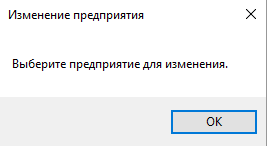 Изменение предприятия
Выберите предприятие для изменения.
OK